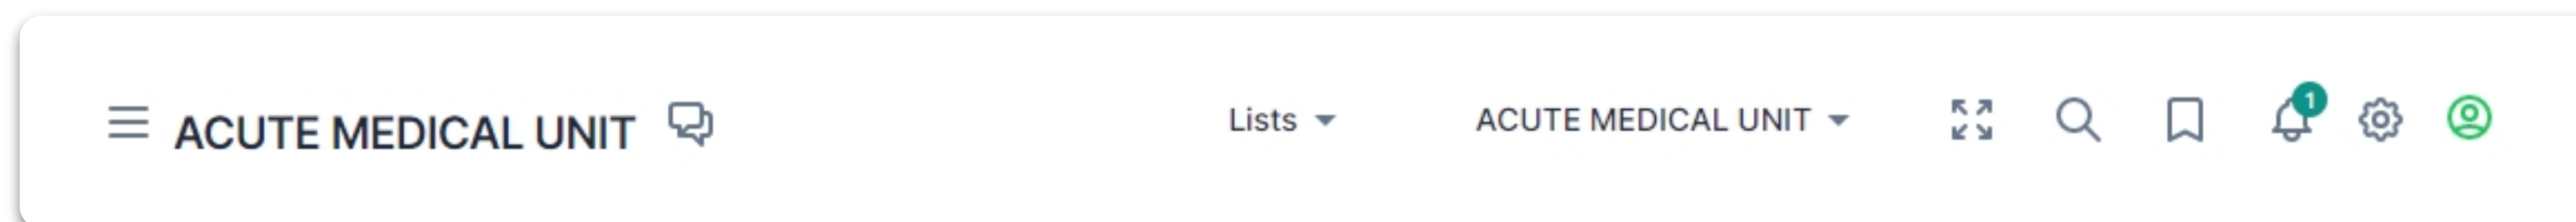 ACUTE MEDICAL UNIT Lists ACUTE MEDICAL UNIT 1